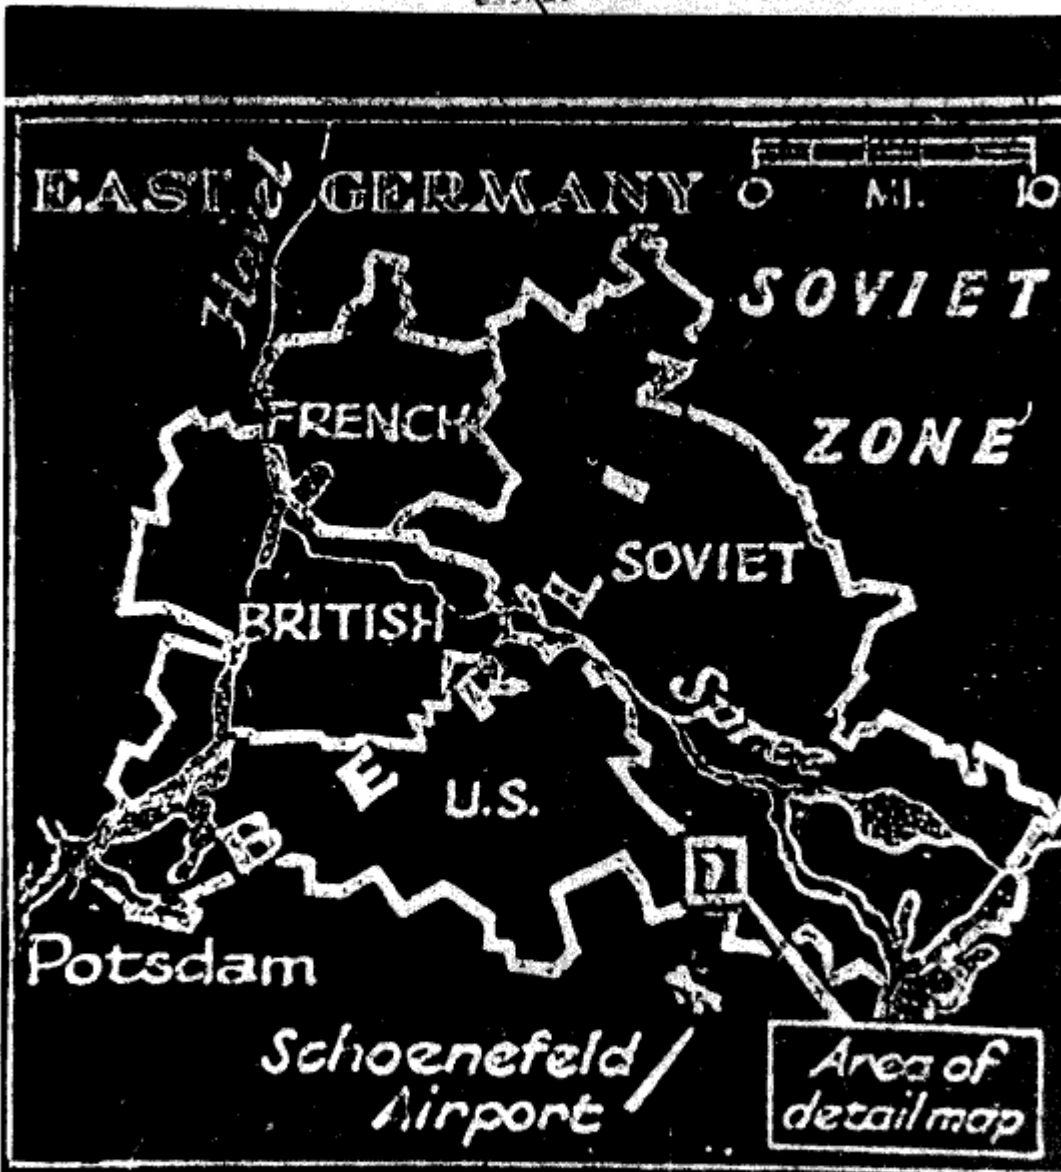 EAST GERMANY
0 MI. 10
Havel
SOVIET
ZONE
FRENCH
SOVIET
BRITISH
Spree
BERLIN
U.S.
Potsdam
Schoenefeld
Airport
Area of
detail map